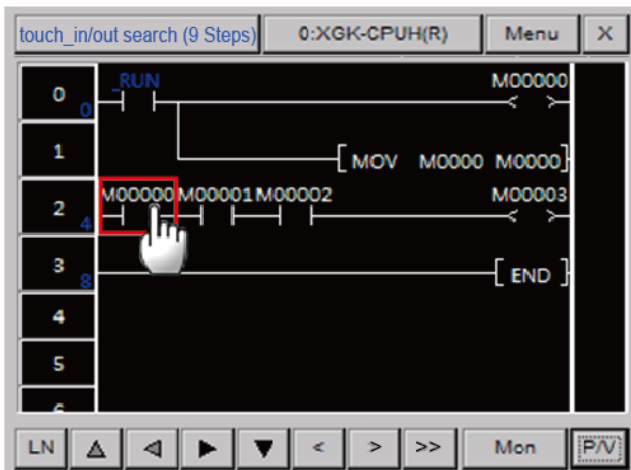 touch_in/out search (9 Steps) 0:XGK-CPUH(R) Menu X
_RUN M00000
0 0
1 MOV M0000 M0000
M00000 M00001 M00002 M00003
2 4
3 8 END
4
5
LN < > >> Mon P/V